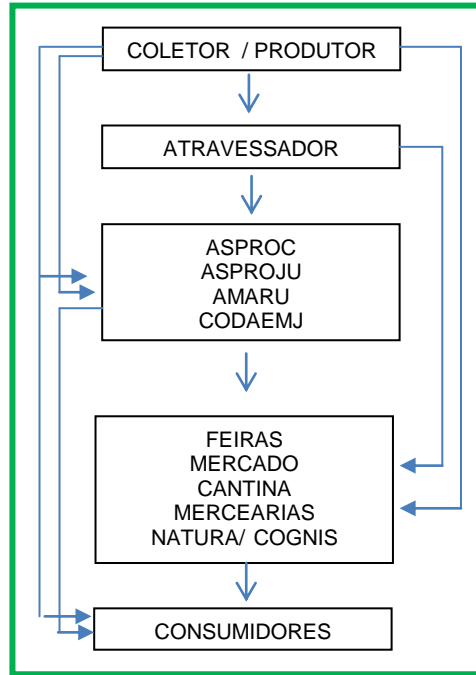 COLETOR / PRODUTOR
ATRAVESSADOR
ASPROC
ASPROJU
AMARU
CODAEMJ
FEIRAS
MERCADO
CANTINA
MERCEARIAS
NATURA/ COGNIS
CONSUMIDORES